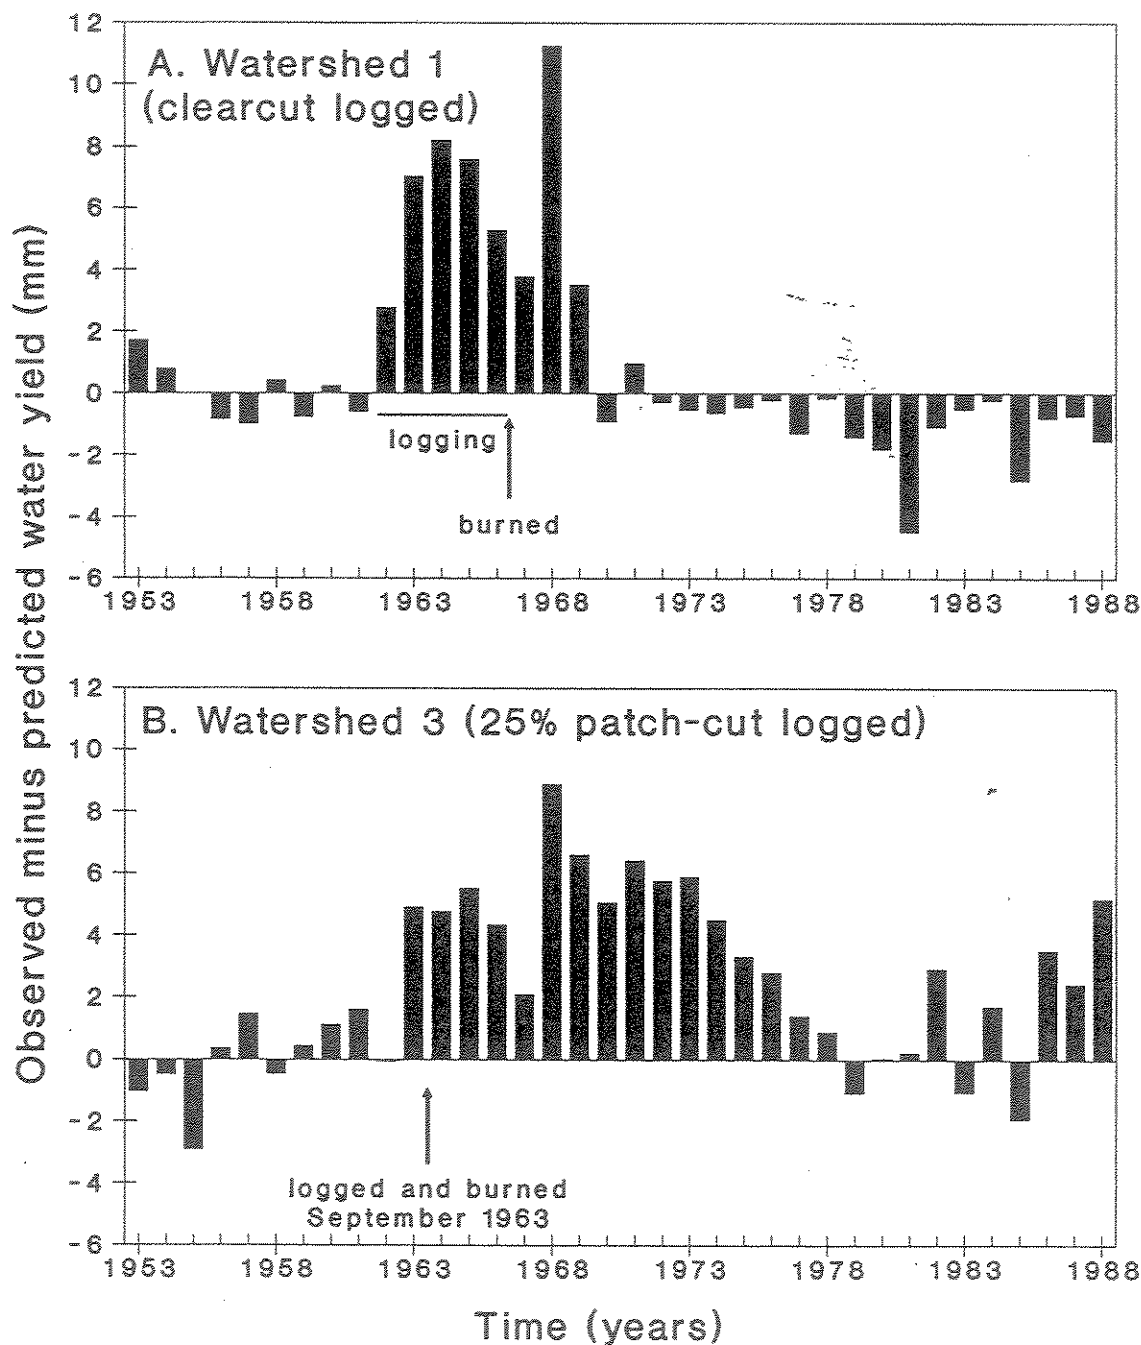 Observed minus predicted water yield (mm)
12
10
8
6
4
2
0
-2
-4
-6
A. Watershed 1
(clearcut logged)
logging
burned
1953 1958 1963 1968 1973 1978 1983 1988
12
10
8
6
4
2
0
-2
-4
-6
B. Watershed 3 (25% patch-cut logged)
logged and burned
September 1963
1953 1958 1963 1968 1973 1978 1983 1988
Time (years)